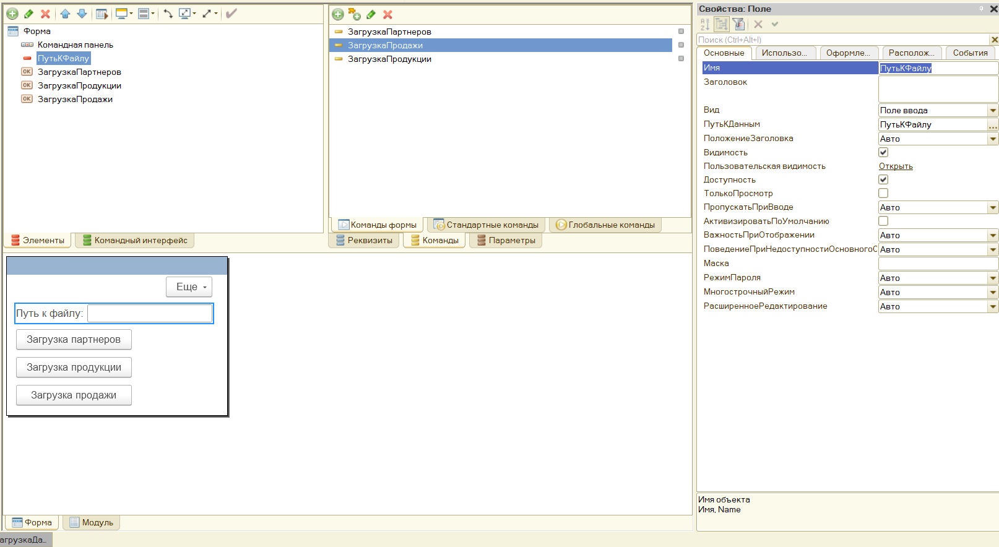 Форма
Командная панель
ПутьКФайлу
ЗагрузкаПартнеров
ЗагрузкаПродукции
ЗагрузкаПродажи
Элементы
Командный интерфейс
ЗагрузкаПартнеров
ЗагрузкаПродажи
ЗагрузкаПродукции
Команды формы
Стандартные команды
Глобальные команды
Реквизиты
Команды
Параметры
Еще
Путь к файлу:
Загрузка партнеров
Загрузка продукции
Загрузка продажи
Форма
Модуль
агрузкаДа...
Свойства: Поле
Поиск (Ctrl+Alt+I)
Основные
Использо...
Оформле...
Располож...
События
Имя ПутьКФайлу
Заголовок
Вид Поле ввода
ПутьКДанным ПутьКФайлу ...
ПоложениеЗаголовка Авто
Видимость
Пользовательская видимость Открыть
Доступность
ТолькоПросмотр
ПропускатьПриВводе Авто
АктивизироватьПоУмолчанию
ВажностьПриОтображении Авто
ПоведениеПриНедоступностиОсновногоС Авто
Маска
РежимПароля Авто
МногострочныйРежим Авто
РасширенноеРедактирование Авто
Имя объекта
Имя, Name